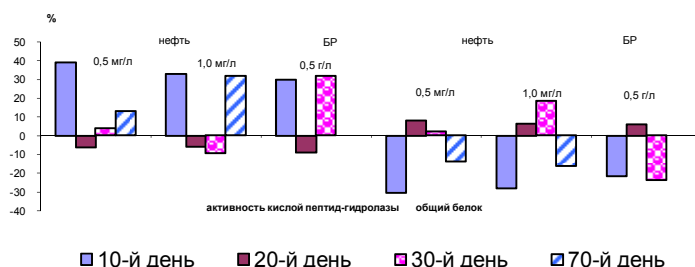 %
нефть БР нефть БР
0,5 мг/л 1,0 мг/л 0,5 г/л 0,5 мг/л 1,0 мг/л 0,5 г/л
50
40
30
20
10
0
-10
-20
-30
-40
активность кислой пептид-гидролазы общий белок
10-й день 20-й день 30-й день 70-й день